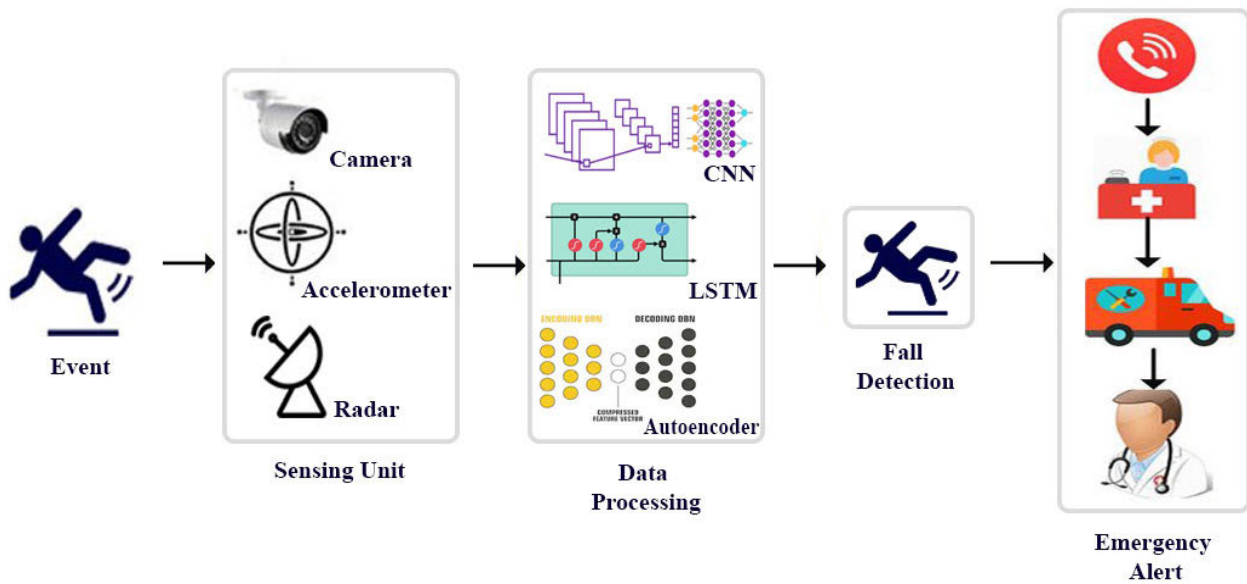 Event
Camera
Accelerometer
Radar
Sensing Unit
CNN
LSTM
ENCODING DBN
DECODING DBN
COMPRESSED
FEATURE VECTOR
Autoencoder
Data
Processing
Fall
Detection
Emergency
Alert